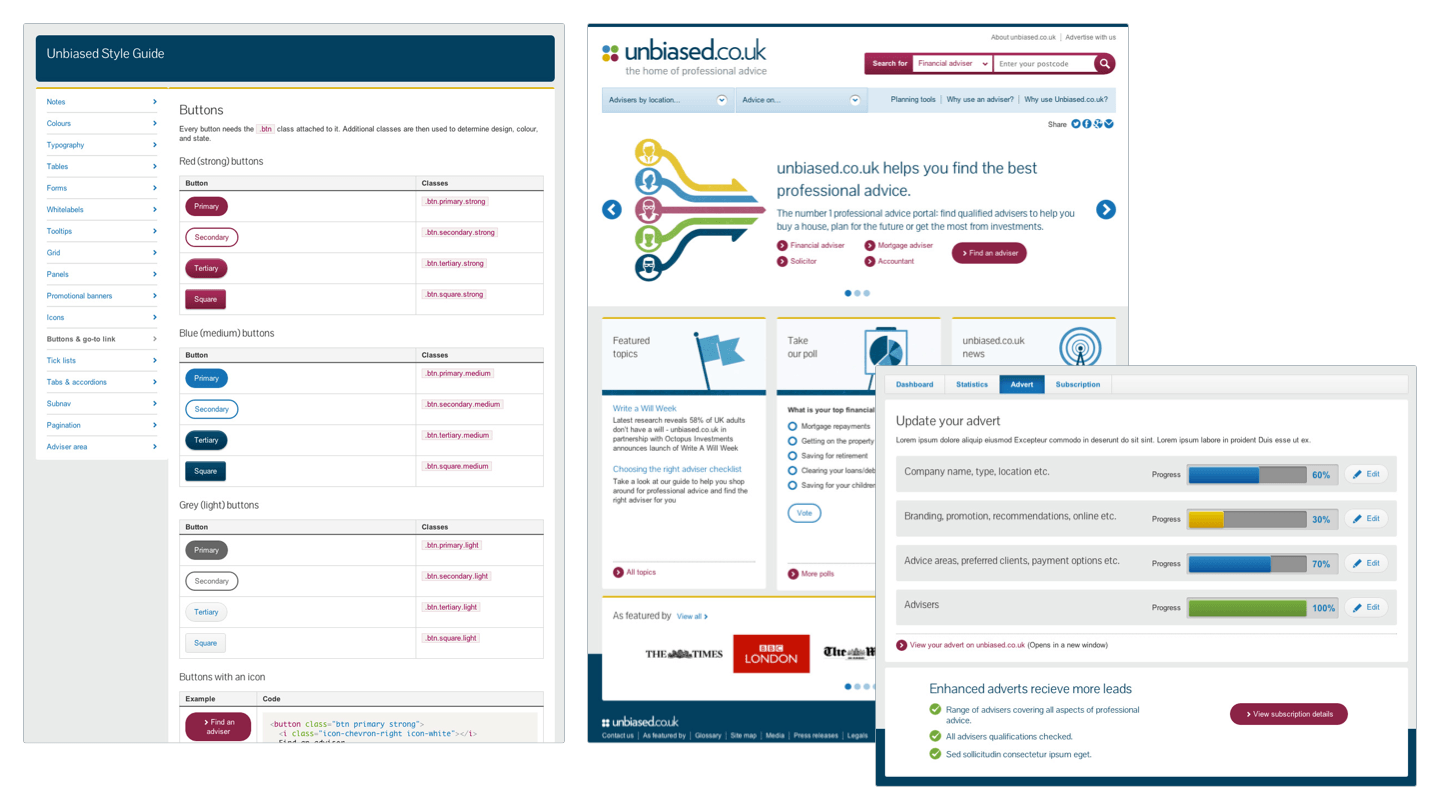 Unbiased Style Guide
Notes
Colours
Typography
Tables
Forms
Whitelabels
Tooltips
Grid
Panels
Promotional banners
Icons
Buttons & go-to link
Tick lists
Tabs & accordions
Subnav
Pagination
Adviser area
Buttons
Every button needs the .btn class attached to it. Additional classes are then used to determine design, colour,
and state.
Red (strong) buttons
Button Classes
Primary .btn.primary.strong
Secondary .btn.secondary.strong
Tertiary .btn.tertiary.strong
Square .btn.square.strong
Blue (medium) buttons
Button Classes
Primary .btn.primary.medium
Secondary .btn.secondary.medium
Tertiary .btn.tertiary.medium
Square .btn.square.medium
Grey (light) buttons
Button Classes
Primary .btn.primary.light
Secondary .btn.secondary.light
Tertiary .btn.tertiary.light
Square .btn.square.light
Buttons with an icon
Example Code
Find an
adviser
<button class="btn primary strong">
<i class="icon-chevron-right icon-white"></i>
Find an adviser
About unbiased.co.uk | Advertise with us
unbiased.co.uk
the home of professional advice
Search for Financial adviser Enter your postcode
Advisers by location... Advice on... Planning tools | Why use an adviser? | Why use Unbiased.co.uk?
Share
unbiased.co.uk helps you find the best
professional advice.
The number 1 professional advice portal: find qualified advisers to help you
buy a house, plan for the future or get the most from investments.
Financial adviser Mortgage adviser
Solicitor Accountant
Find an adviser
Featured
topics
Write a Will Week
Latest research reveals 58% of UK adults
don't have a will - unbiased.co.uk in
partnership with Octopus Investments
announces launch of Write A Will Week
Choosing the right adviser checklist
Take a look at our guide to help you shop
around for professional advice and find the
right adviser for you
All topics
Take
our poll
What is your top financial
Mortgage repayments
Getting on the property
Saving for retirement
Clearing your loans/deb
Saving for your children
Vote
More polls
unbiased.co.uk
news
As featured by View all
THE TIMES
BBC
LONDON
The
unbiased.co.uk
Contact us | As featured by | Glossary | Site map | Media | Press releases | Legals
Dashboard Statistics Advert Subscription
Update your advert
Lorem ipsum dolore aliquip eiusmod Excepteur commodo in deserunt do sit sint. Lorem ipsum labore in proident Duis esse ut ex.
Company name, type, location etc. Progress 60% Edit
Branding, promotion, recommendations, online etc. Progress 30% Edit
Advice areas, preferred clients, payment options etc. Progress 70% Edit
Advisers Progress 100% Edit
View your advert on unbiased.co.uk (Opens in a new window)
Enhanced adverts recieve more leads
Range of advisers covering all aspects of professional
advice.
All advisers qualifications checked.
Sed sollicitudin consectetur ipsum eget.
View subscription details